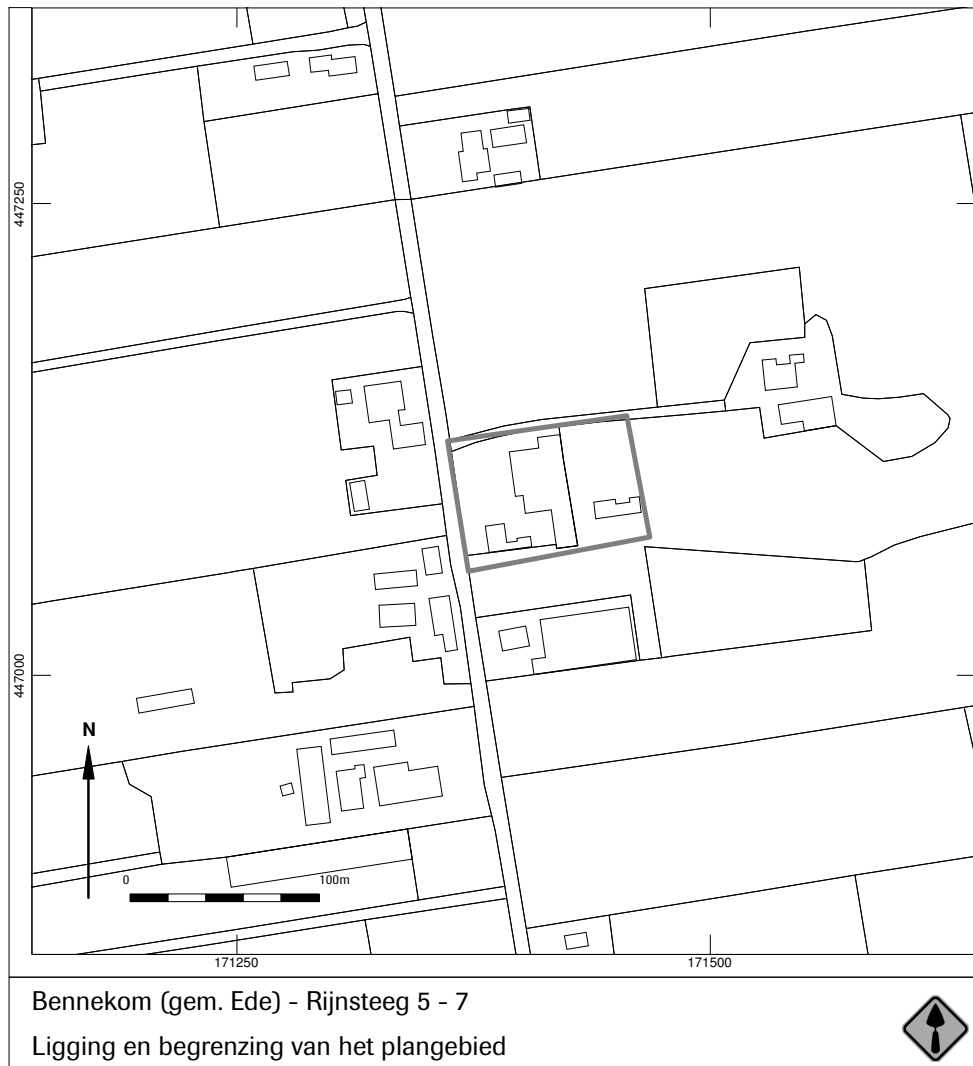 447250
447000
N
0 100m
171250 171500
Bennekom (gem. Ede) - Rijnsteeg 5 - 7
Ligging en begrenzing van het plangebied